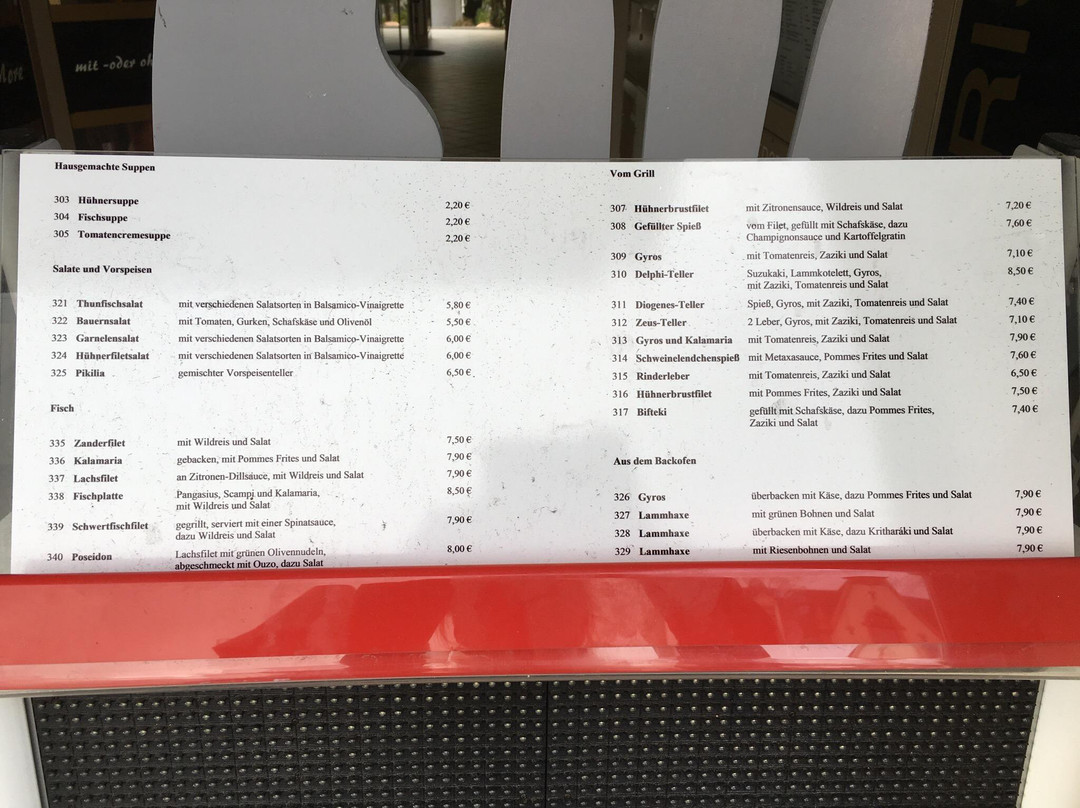 mit -oder
Hausgemachte Suppen
303 Hühnersuppe 2,20 €
304 Fischsuppe 2,20 €
305 Tomatencremesuppe 2,20 €
Salate und Vorspeisen
321 Thunfischsalat mit verschiedenen Salatsorten in Balsamico-Vinaigrette 5,80 €
322 Bauernsalat mit Tomaten, Gurken, Schafskäse und Olivenöl 5,50 €
323 Garnelensalat mit verschiedenen Salatsorten in Balsamico-Vinaigrette 6,00 €
324 Hühnerfiletsalat mit verschiedenen Salatsorten in Balsamico-Vinaigrette 6,00 €
325 Pikilia gemischter Vorspeisenteller 6,50 €
Fisch
335 Zanderfilet mit Wildreis und Salat 7,50 €
336 Kalamaria gebacken, mit Pommes Frites und Salat 7,90 €
337 Lachsfilet an Zitronen-Dillsauce, mit Wildreis und Salat 7,90 €
338 Fischplatte Pangasius, Scampi und Kalamaria, 8,50 €
mit Wildreis und Salat
339 Schwertfischfilet gegrillt, serviert mit einer Spinatsauce, 7,90 €
dazu Wildreis und Salat
340 Poseidon Lachsfilet mit grünen Olivennudeln, 8,00 €
abgeschmeckt mit Ouzo, dazu Salat
Vom Grill
307 Hühnerbrustfilet mit Zitronensauce, Wildreis und Salat 7,20 €
308 Gefüllter Spieß vom Filet, gefüllt mit Schafskäse, dazu 7,60 €
Champignonsauce und Kartoffelgratin
309 Gyros mit Tomatenreis, Zaziki und Salat 7,10 €
310 Delphi-Teller Suzukaki, Lammkotelett, Gyros, 8,50 €
mit Zaziki, Tomatenreis und Salat
311 Diogenes-Teller Spieß, Gyros, mit Zaziki, Tomatenreis und Salat 7,40 €
312 Zeus-Teller 2 Leber, Gyros, mit Zaziki, Tomatenreis und Salat 7,10 €
313 Gyros und Kalamaria mit Tomatenreis, Zaziki und Salat 7,90 €
314 Schweinelendchenspieß mit Metaxasauce, Pommes Frites und Salat 7,60 €
315 Rinderleber mit Tomatenreis, Zaziki und Salat 6,50 €
316 Hühnerbrustfilet mit Pommes Frites, Zaziki und Salat 7,50 €
317 Bifteki gefüllt mit Schafskäse, dazu Pommes Frites, 7,40 €
Zaziki und Salat
Aus dem Backofen
326 Gyros überbacken mit Käse, dazu Pommes Frites und Salat 7,90 €
327 Lammhaxe mit grünen Bohnen und Salat 7,90 €
328 Lammhaxe überbacken mit Käse, dazu Kritharáki und Salat 7,90 €
329 Lammhaxe mit Riesenbohnen und Salat 7,90 €